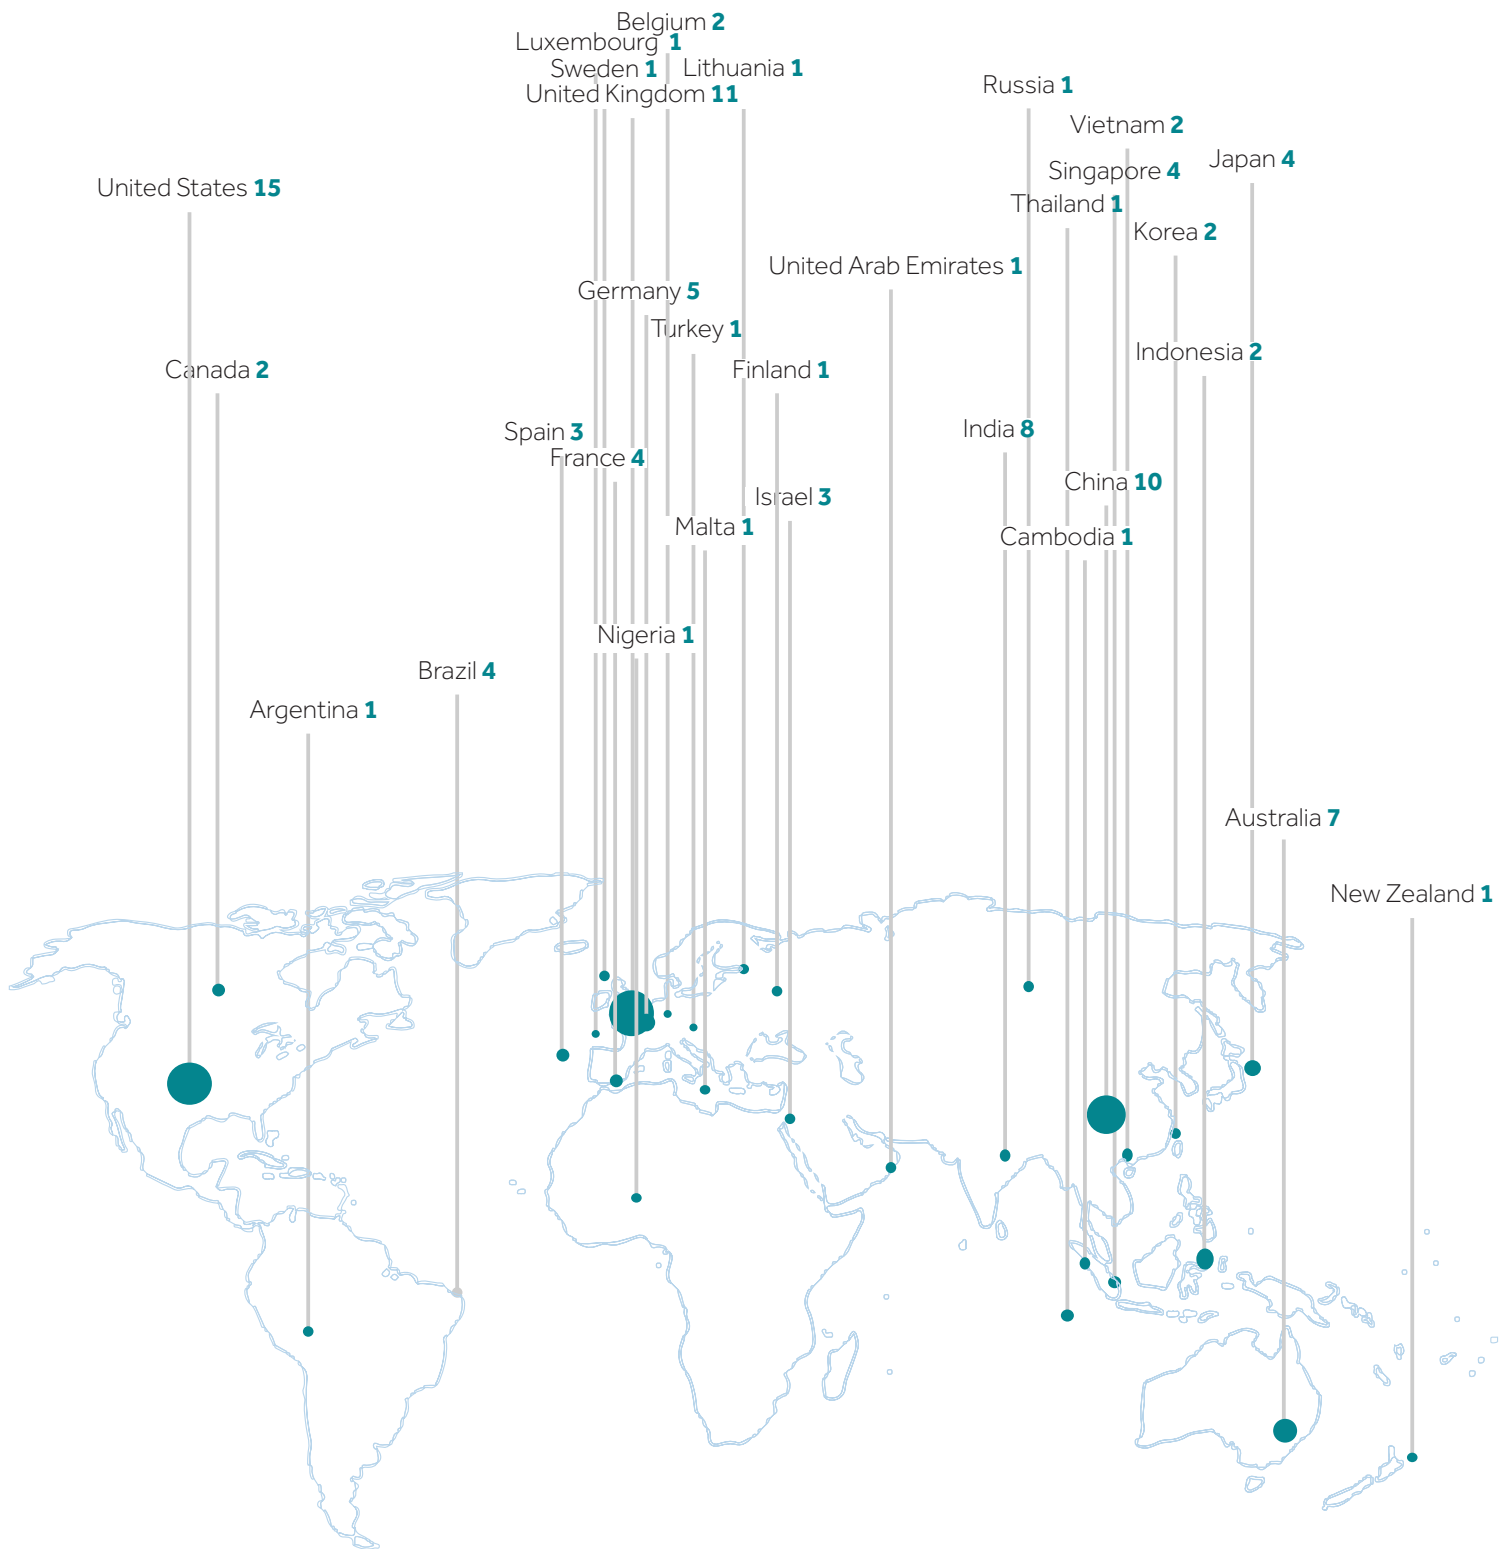 Belgium 2
Luxembourg 1
Sweden 1
Lithuania 1
United Kingdom 11
Russia 1
Vietnam 2
Japan 4
Singapore 4
United States 15
Thailand 1
Korea 2
United Arab Emirates 1
Germany 5
Turkey 1
Indonesia 2
Canada 2
Finland 1
India 8
Spain 3
France 4
China 10
Israel 3
Malta 1
Cambodia 1
Nigeria 1
Brazil 4
Argentina 1
Australia 7
New Zealand 1